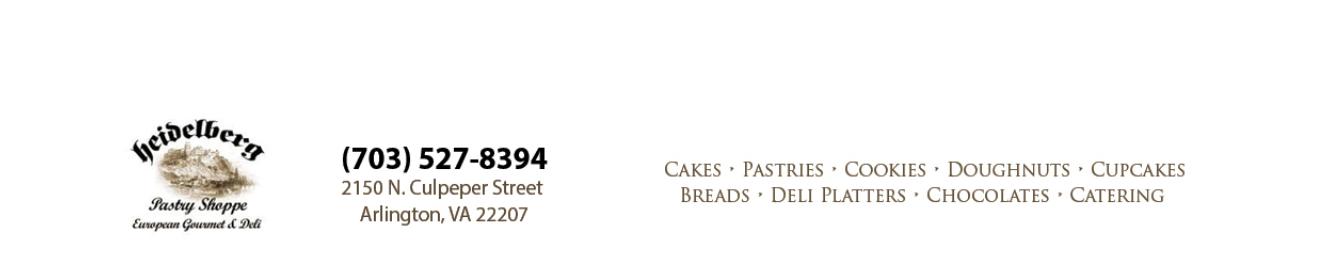 heidelberg
Pastry Shoppe
European Gourmet & Deli
(703) 527-8394
2150 N. Culpeper Street
Arlington, VA 22207
CAKES · PASTRIES · COOKIES · DOUGHNUTS · CUPCAKES
BREADS · DELI PLATTERS · CHOCOLATES · CATERING